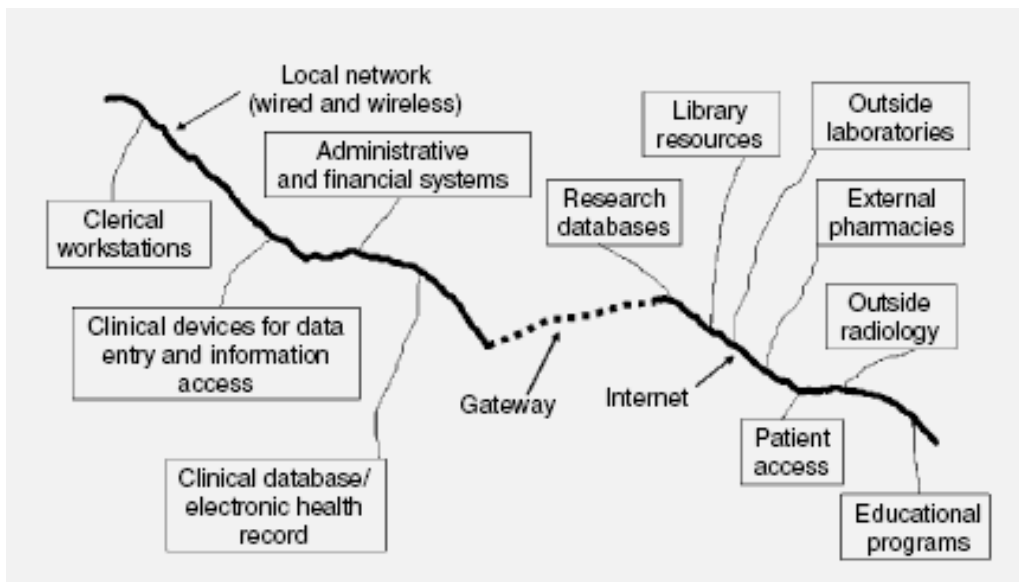 Local network
(wired and wireless)
Clerical
workstations
Administrative
and financial systems
Clinical devices for data
entry and information
access
Clinical database/
electronic health
record
Gateway
Research
databases
Library
resources
Outside
laboratories
External
pharmacies
Outside
radiology
Internet
Patient
access
Educational
programs